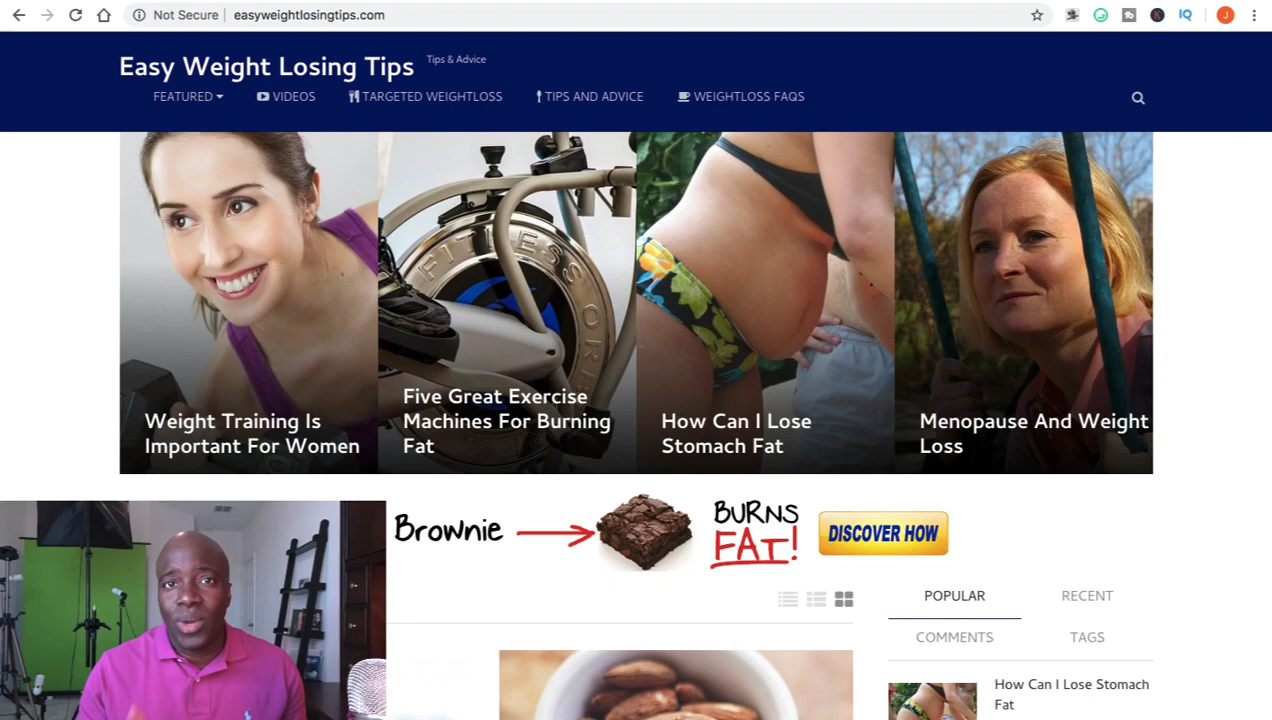 Not Secure | easyweightlosingtips.com
IQ
J
Easy Weight Losing Tips
Tips & Advice
FEATURED
VIDEOS
TARGETED WEIGHTLOSS
TIPS AND ADVICE
WEIGHTLOSS FAQS
FITNESS
Weight Training Is
Important For Women
Five Great Exercise
Machines For Burning
Fat
How Can I Lose
Stomach Fat
Menopause And Weight
Loss
Brownie
BURNS
FAT!
DISCOVER HOW
POPULAR
RECENT
COMMENTS
TAGS
How Can I Lose Stomach
Fat